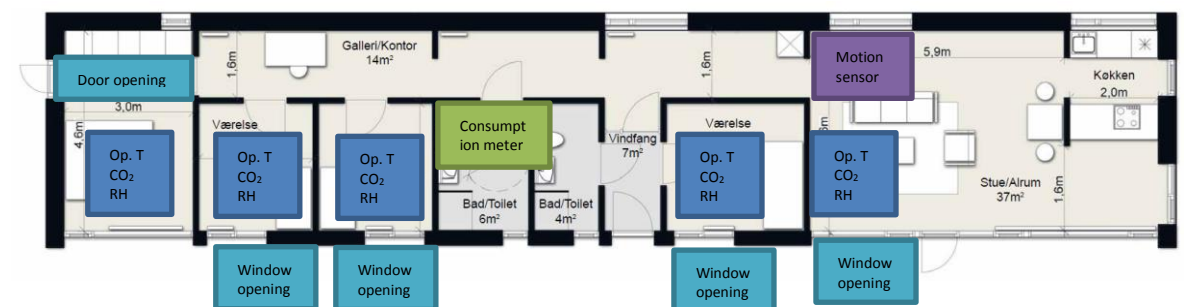 Galleri/Kontor
14m²
1,6m
1,6m
5,9m
Motion
sensor
Door opening
Køkken
2,0m
3,0m
4,6m
Værelse
Consumpt
ion meter
Værelse
Vindfang
7m²
Op. T
CO₂
RH
Op. T
CO₂
RH
Op. T
CO₂
RH
Op. T
CO₂
RH
Op. T
CO₂
RH
Stue/Alrum
37m²
1,6m
Bad/Toilet
6m²
Bad/Toilet
4m²
Window
opening
Window
opening
Window
opening
Window
opening